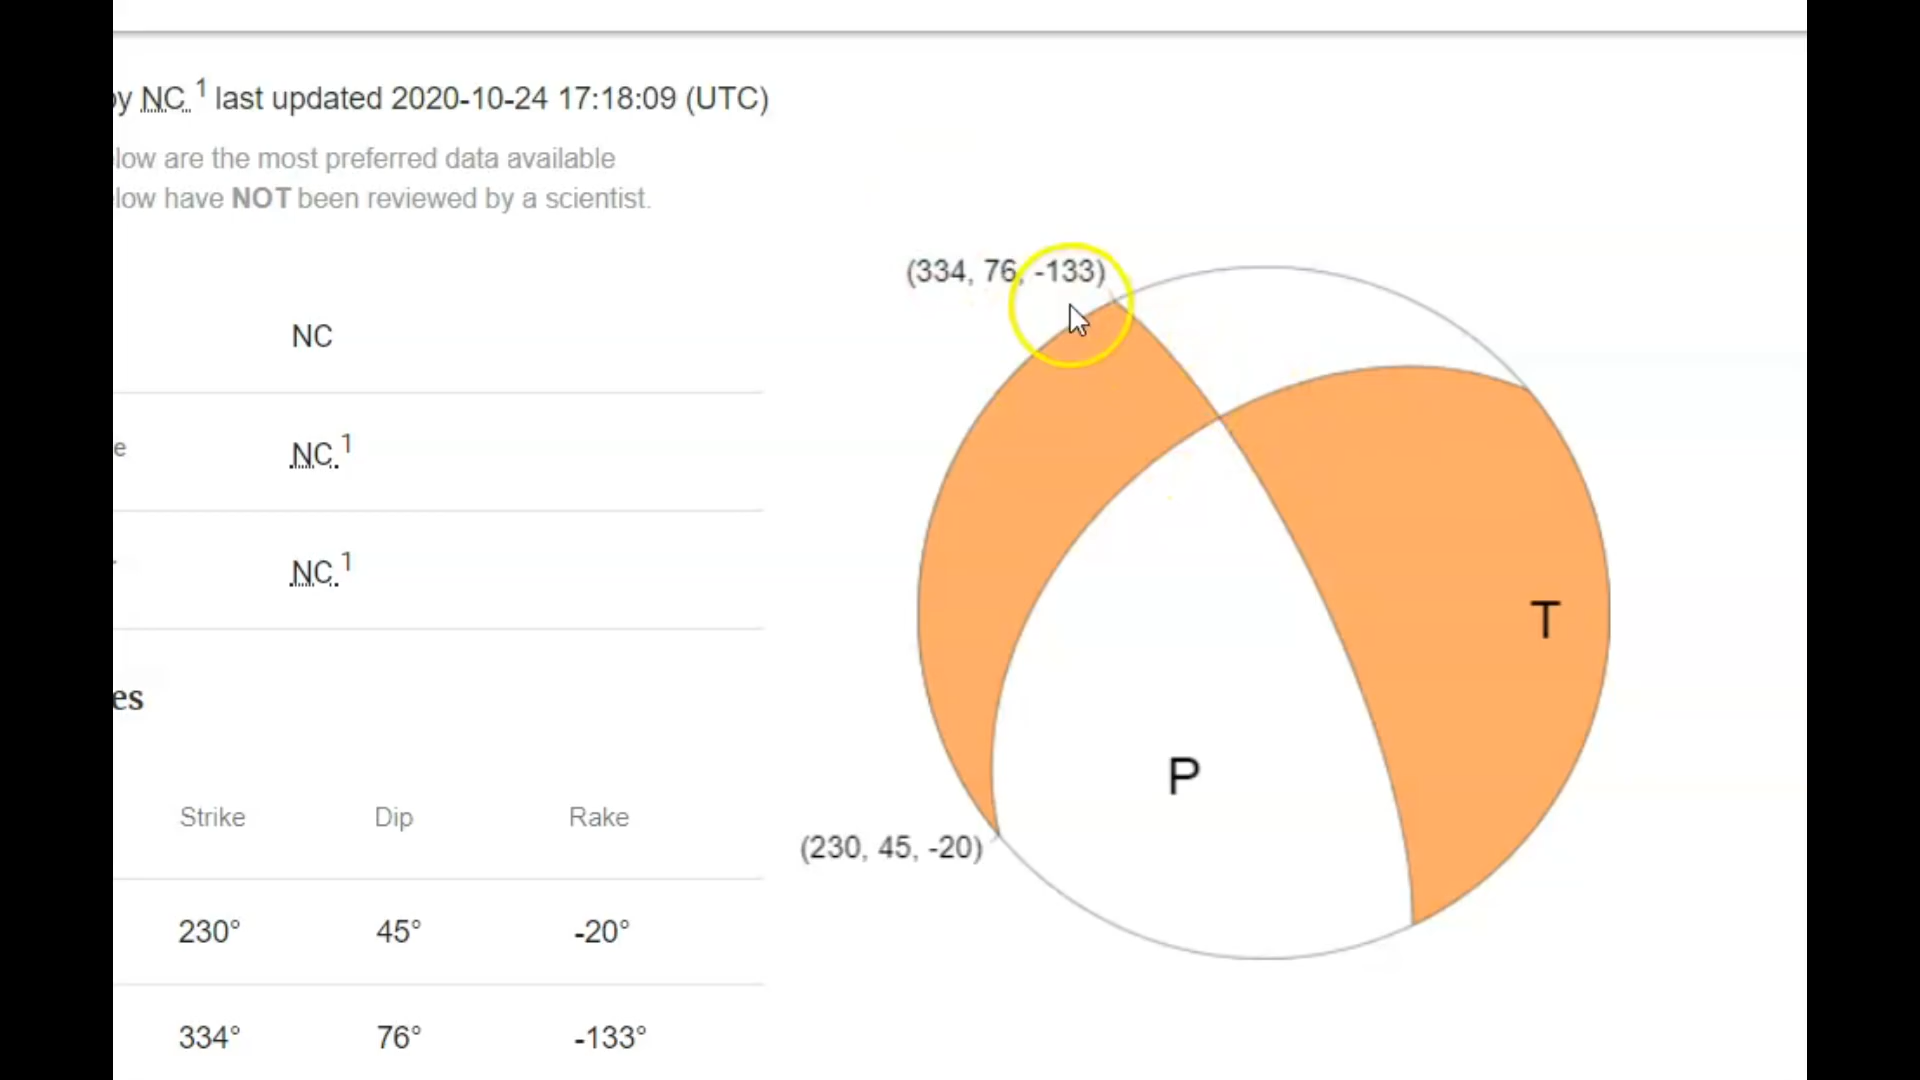 by NC 1 last updated 2020-10-24 17:18:09 (UTC)
low are the most preferred data available
low have NOT been reviewed by a scientist.
NC
e NC 1
NC 1
es
Strike Dip Rake
230° 45° -20°
334° 76° -133°
(334, 76, -133)
T
P
(230, 45, -20)